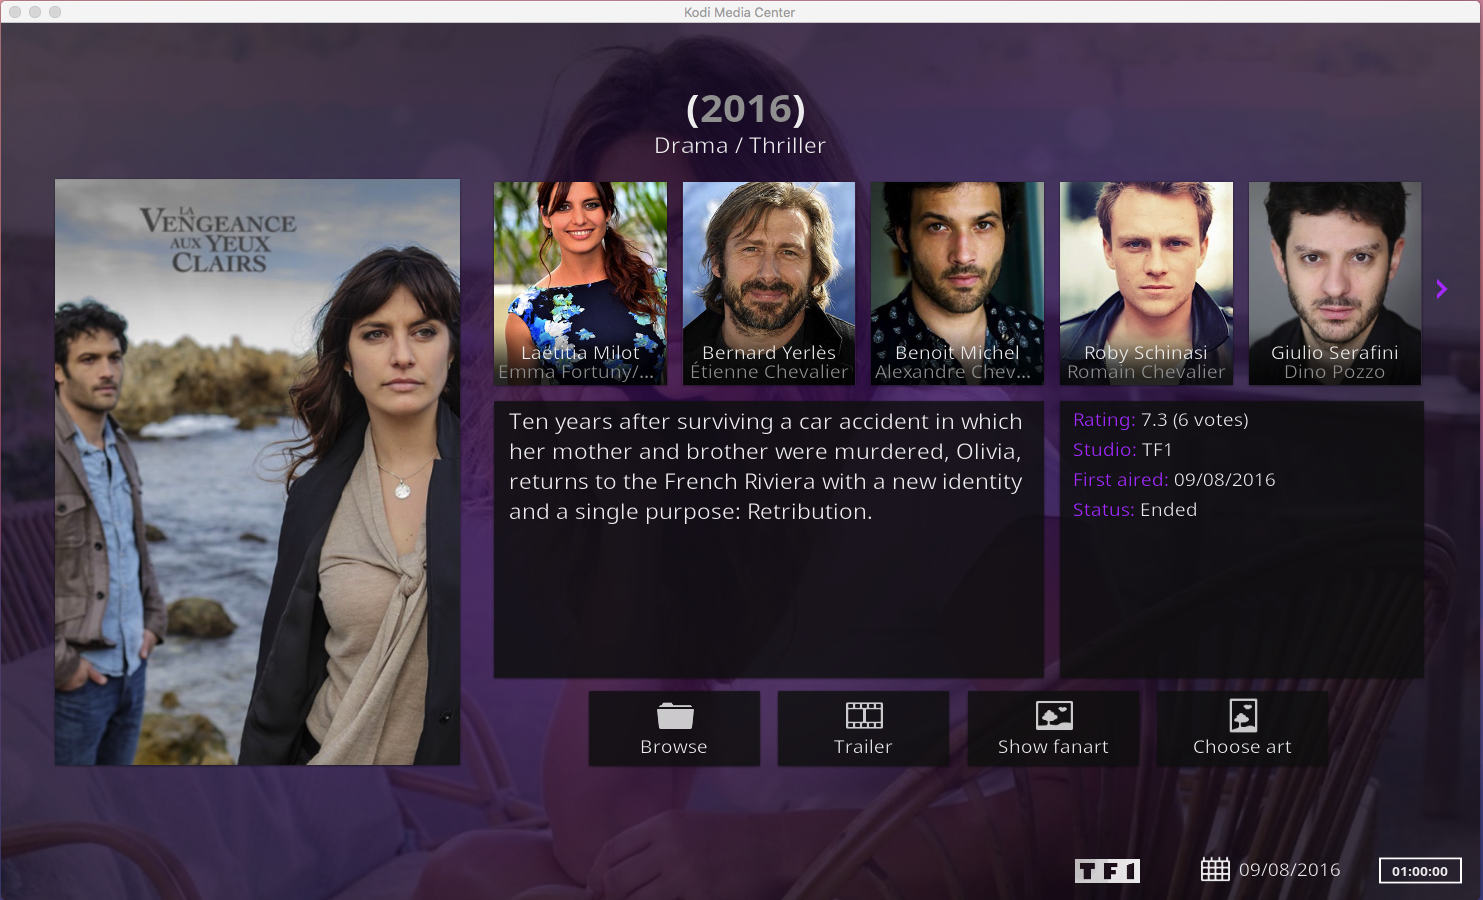 Kodi Media Center
(2016)
Drama / Thriller
LA
VENGEANCE
AUX YEUX
CLAIRS
Laëtitia Milot
Emma Fortuny/...
Bernard Yerlès
Étienne Chevalier
Benoit Michel
Alexandre Chev...
Roby Schinasi
Romain Chevalier
Giulio Serafini
Dino Pozzo
Ten years after surviving a car accident in which
her mother and brother were murdered, Olivia,
returns to the French Riviera with a new identity
and a single purpose: Retribution.
Rating: 7.3 (6 votes)
Studio: TF1
First aired: 09/08/2016
Status: Ended
Browse
Trailer
Show fanart
Choose art
TF1
09/08/2016
01:00:00